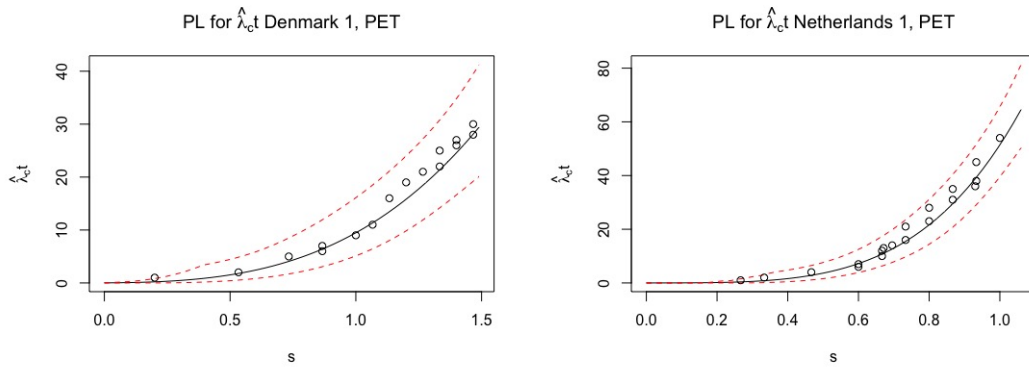 PL for λ̂ct Denmark 1, PET
λ̂ct
40
30
20
10
0
0.0 0.5 1.0 1.5
s
PL for λ̂ct Netherlands 1, PET
λ̂ct
80
60
40
20
0
0.0 0.2 0.4 0.6 0.8 1.0
s